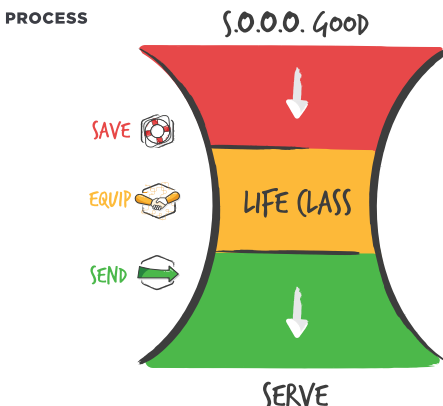 PROCESS
S.O.O.O. GOOD
SAVE
EQUIP
LIFE CLASS
SEND
SERVE